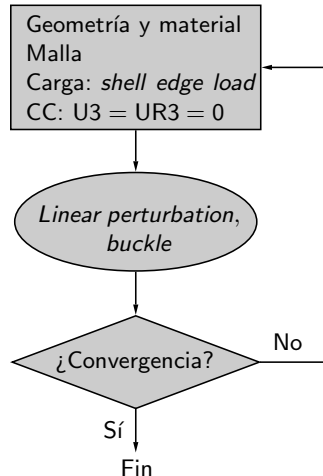 Geometría y material
Malla
Carga: shell edge load
CC: U3 = UR3 = 0
Linear perturbation,
buckle
¿Convergencia?
No
Sí
Fin